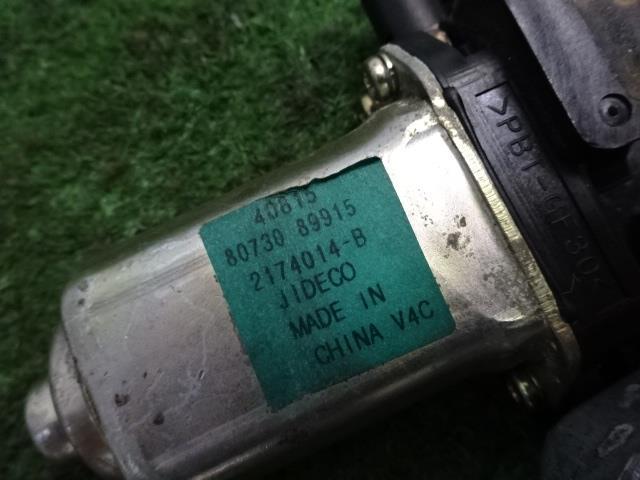 40815
80730 89915
2174014-B
JIDECO
MADE IN
CHINA V4C
>PBT-GF30<